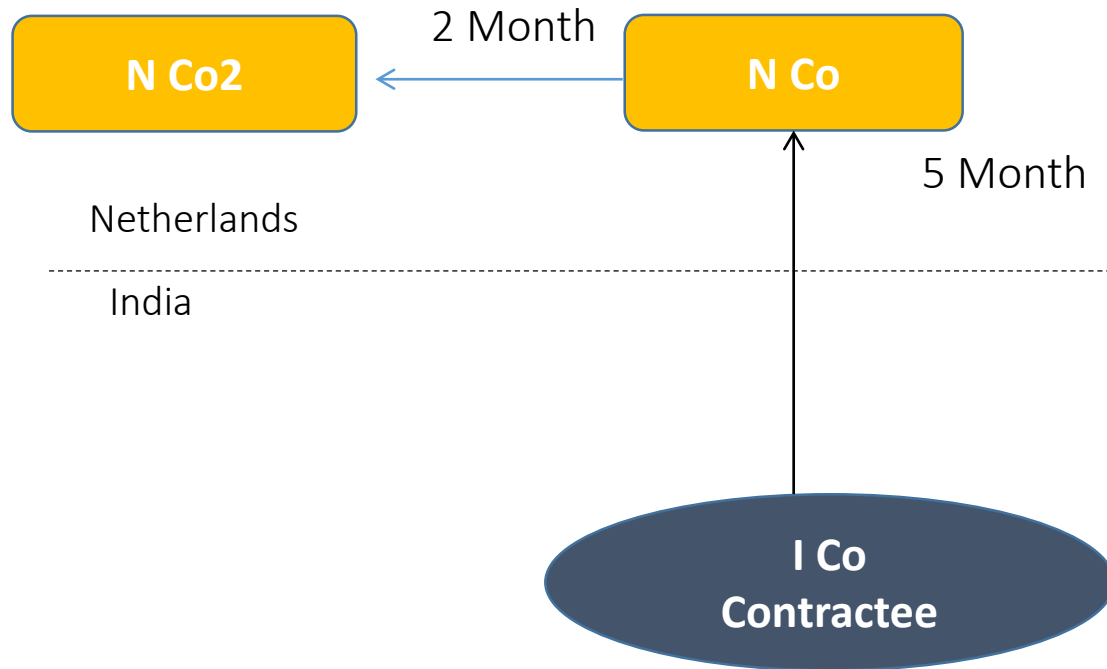 2 Month
N Co2
N Co
5 Month
Netherlands
India
I Co
Contractee